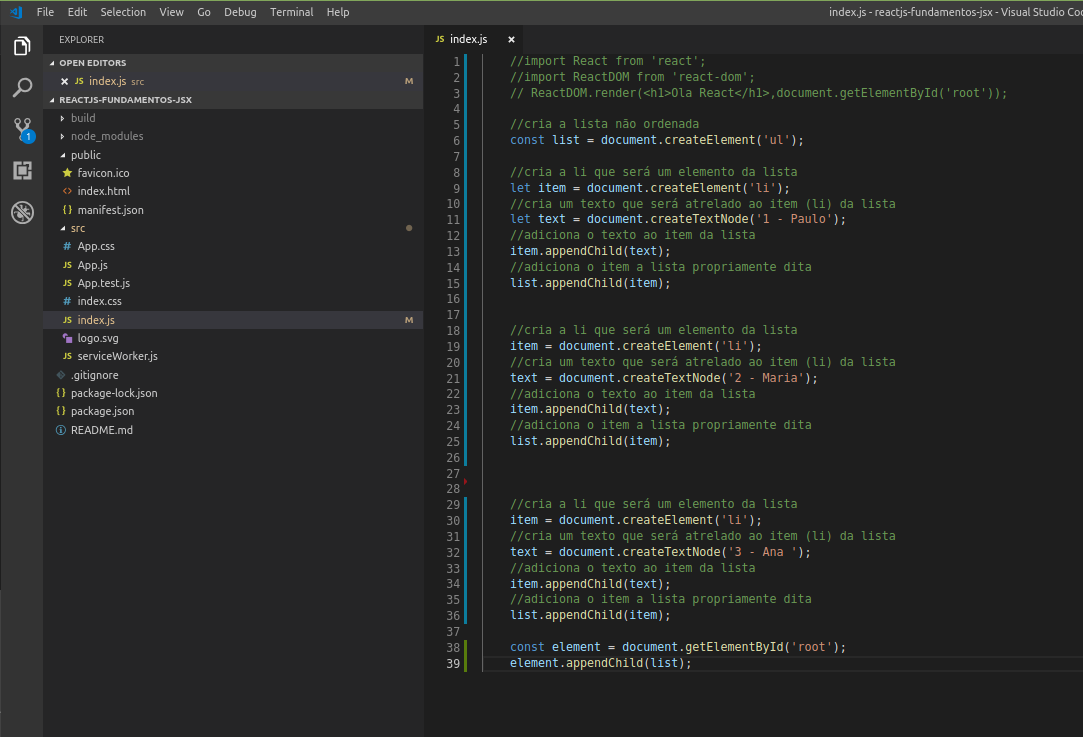 File Edit Selection View Go Debug Terminal Help
index.js - reactjs-fundamentos-jsx - Visual Studio Co
EXPLORER
OPEN EDITORS
JS index.js src M
REACTJS-FUNDAMENTOS-JSX
build
node_modules
public
favicon.ico
<> index.html
{} manifest.json
src
# App.css
JS App.js
JS App.test.js
# index.css
JS index.js M
logo.svg
JS serviceWorker.js
.gitignore
{} package-lock.json
{} package.json
README.md
1
JS index.js ×
1 //import React from 'react';
2 //import ReactDOM from 'react-dom';
3 // ReactDOM.render(<h1>Ola React</h1>,document.getElementById('root'));
4
5 //cria a lista não ordenada
6 const list = document.createElement('ul');
7
8 //cria a li que será um elemento da lista
9 let item = document.createElement('li');
10 //cria um texto que será atrelado ao item (li) da lista
11 let text = document.createTextNode('1 - Paulo');
12 //adiciona o texto ao item da lista
13 item.appendChild(text);
14 //adiciona o item a lista propriamente dita
15 list.appendChild(item);
16
17
18 //cria a li que será um elemento da lista
19 item = document.createElement('li');
20 //cria um texto que será atrelado ao item (li) da lista
21 text = document.createTextNode('2 - Maria');
22 //adiciona o texto ao item da lista
23 item.appendChild(text);
24 //adiciona o item a lista propriamente dita
25 list.appendChild(item);
26
27
28
29 //cria a li que será um elemento da lista
30 item = document.createElement('li');
31 //cria um texto que será atrelado ao item (li) da lista
32 text = document.createTextNode('3 - Ana ');
33 //adiciona o texto ao item da lista
34 item.appendChild(text);
35 //adiciona o item a lista propriamente dita
36 list.appendChild(item);
37
38 const element = document.getElementById('root');
39 element.appendChild(list);